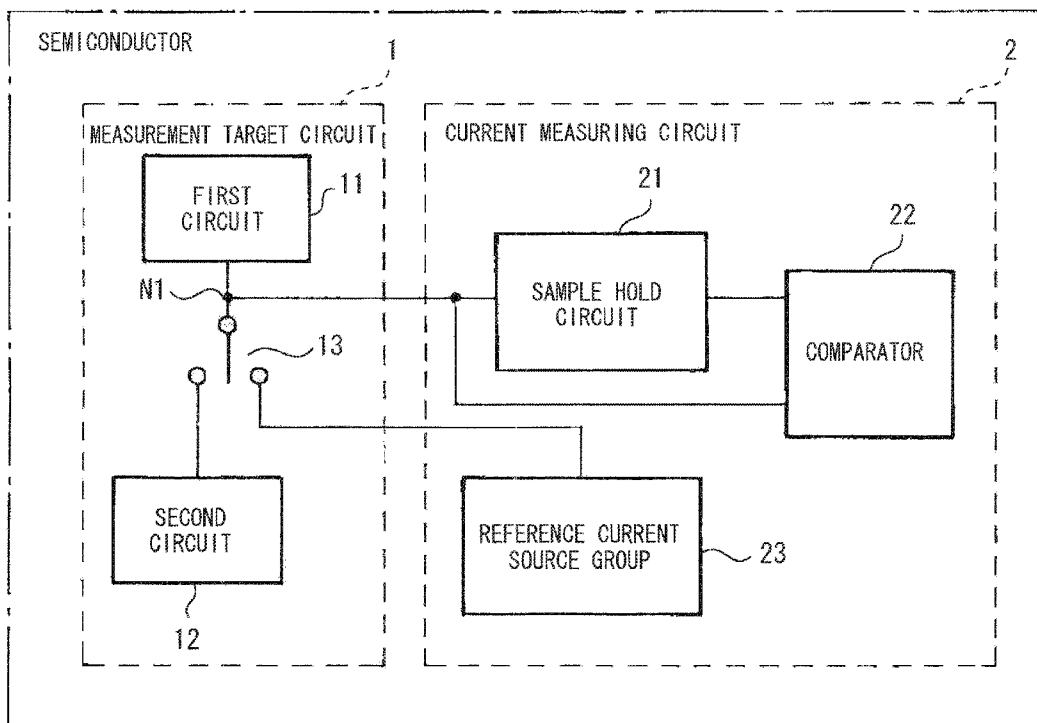 SEMICONDUCTOR
1
2
MEASUREMENT TARGET CIRCUIT
CURRENT MEASURING CIRCUIT
FIRST
CIRCUIT
11
21
22
N1
SAMPLE HOLD
CIRCUIT
13
COMPARATOR
SECOND
CIRCUIT
REFERENCE CURRENT
SOURCE GROUP
23
12